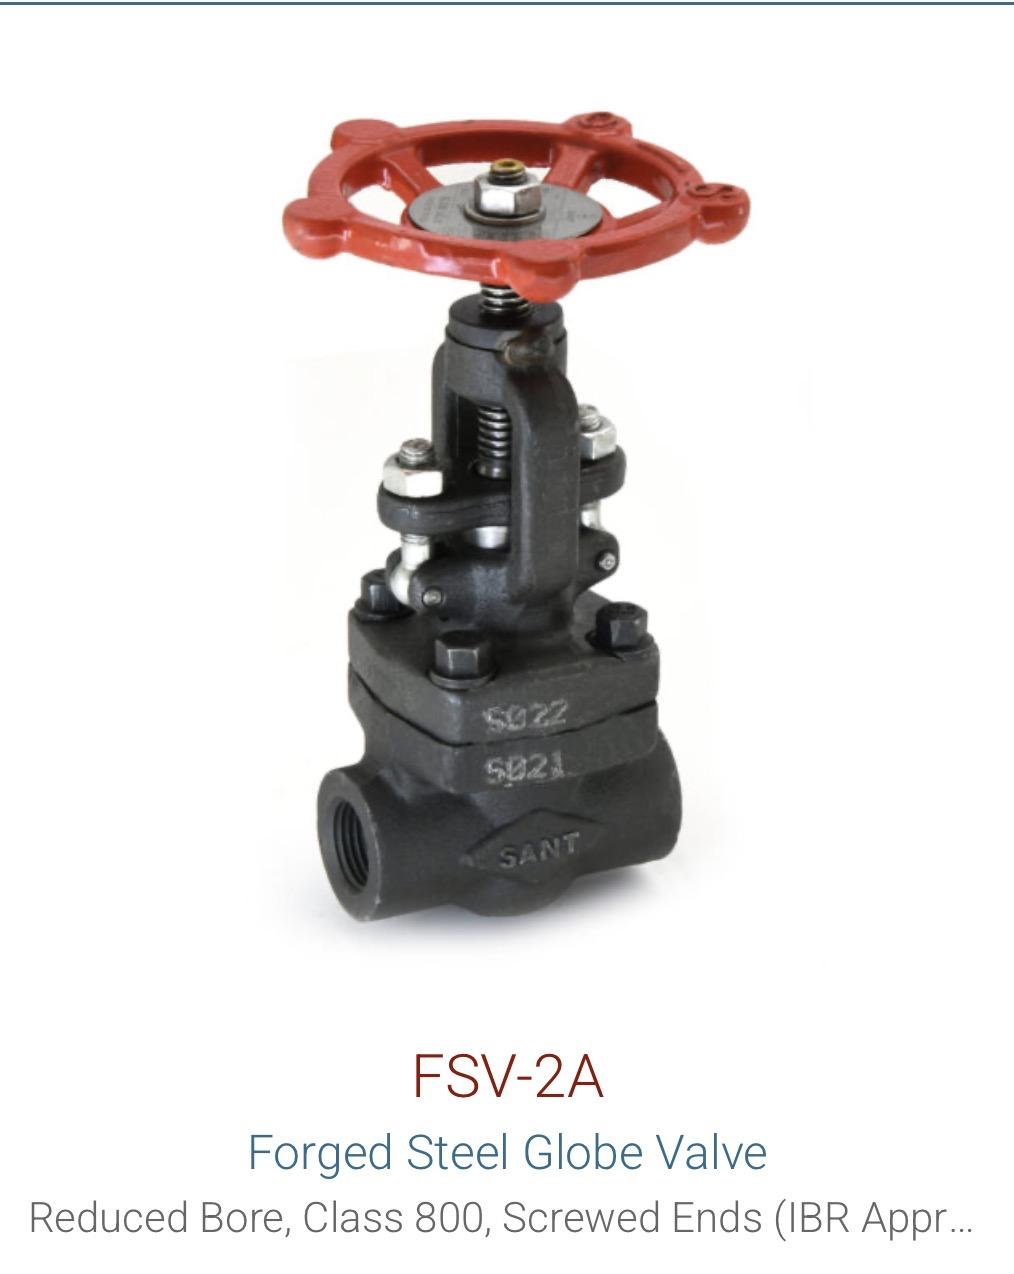 S022
S021
SANT
FSV-2A
Forged Steel Globe Valve
Reduced Bore, Class 800, Screwed Ends (IBR Appr...